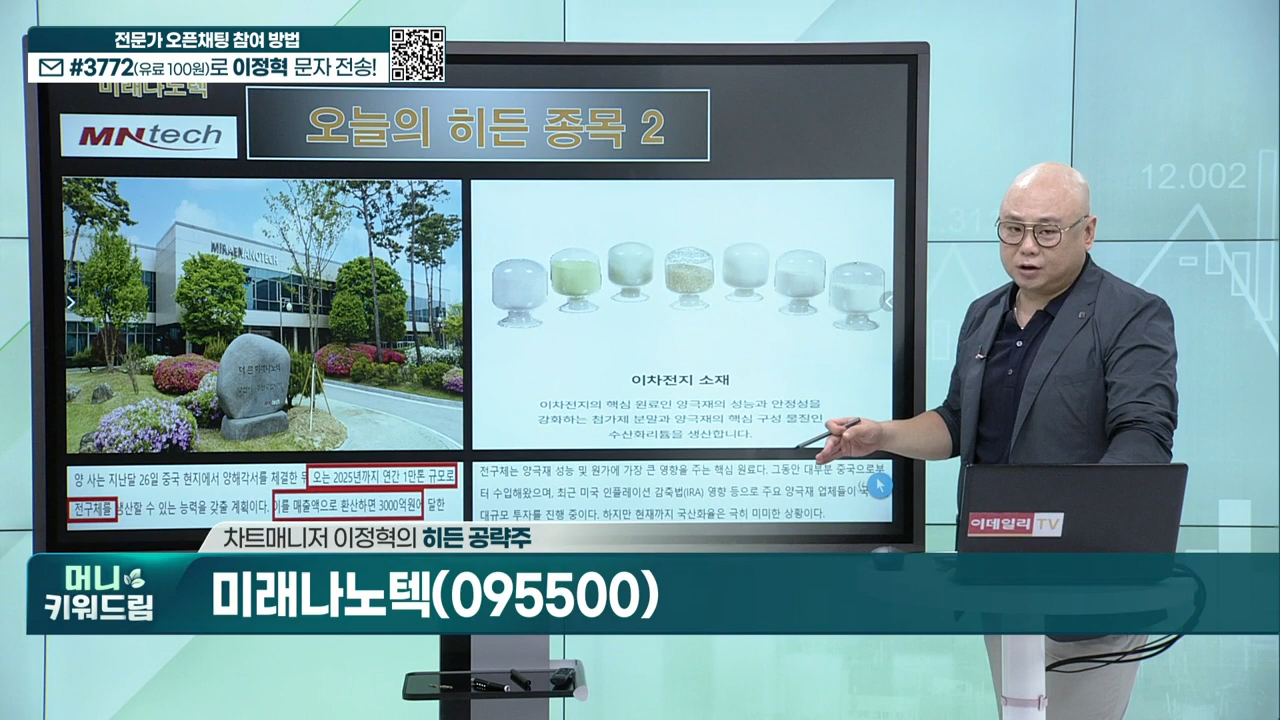 전문가 오픈채팅 참여 방법
#3772(유료 100원)로 이정혁 문자 전송!
미래나노텍
MNtech
오늘의 히든 종목 2
MIRAENANOTECH
이차전지 소재
이차전지의 핵심 원료인 양극재의 성능과 안정성을
강화하는 첨가제 분말과 양극재의 핵심 구성 물질인
수산화리튬을 생산합니다.
양 사는 지난달 26일 중국 현지에서 양해각서를 체결한 뒤 오는 2025년까지 연간 1만톤 규모로
전구체를 생산할 수 있는 능력을 갖출 계획이다. 이를 매출액으로 환산하면 3000억원에 달한
전구체는 양극재 성능 및 원가에 가장 큰 영향을 주는 핵심 원료다. 그동안 대부분 중국으로부
터 수입해왔으며, 최근 미국 인플레이션 감축법(IRA) 영향 등으로 주요 양극재 업체들이
대규모 투자를 진행 중이다. 하지만 현재까지 국산화율은 극히 미미한 상황이다.
12.002
이데일리 TV
차트매니저 이정혁의 히든 공략주
머니
키워드림
미래나노텍(095500)